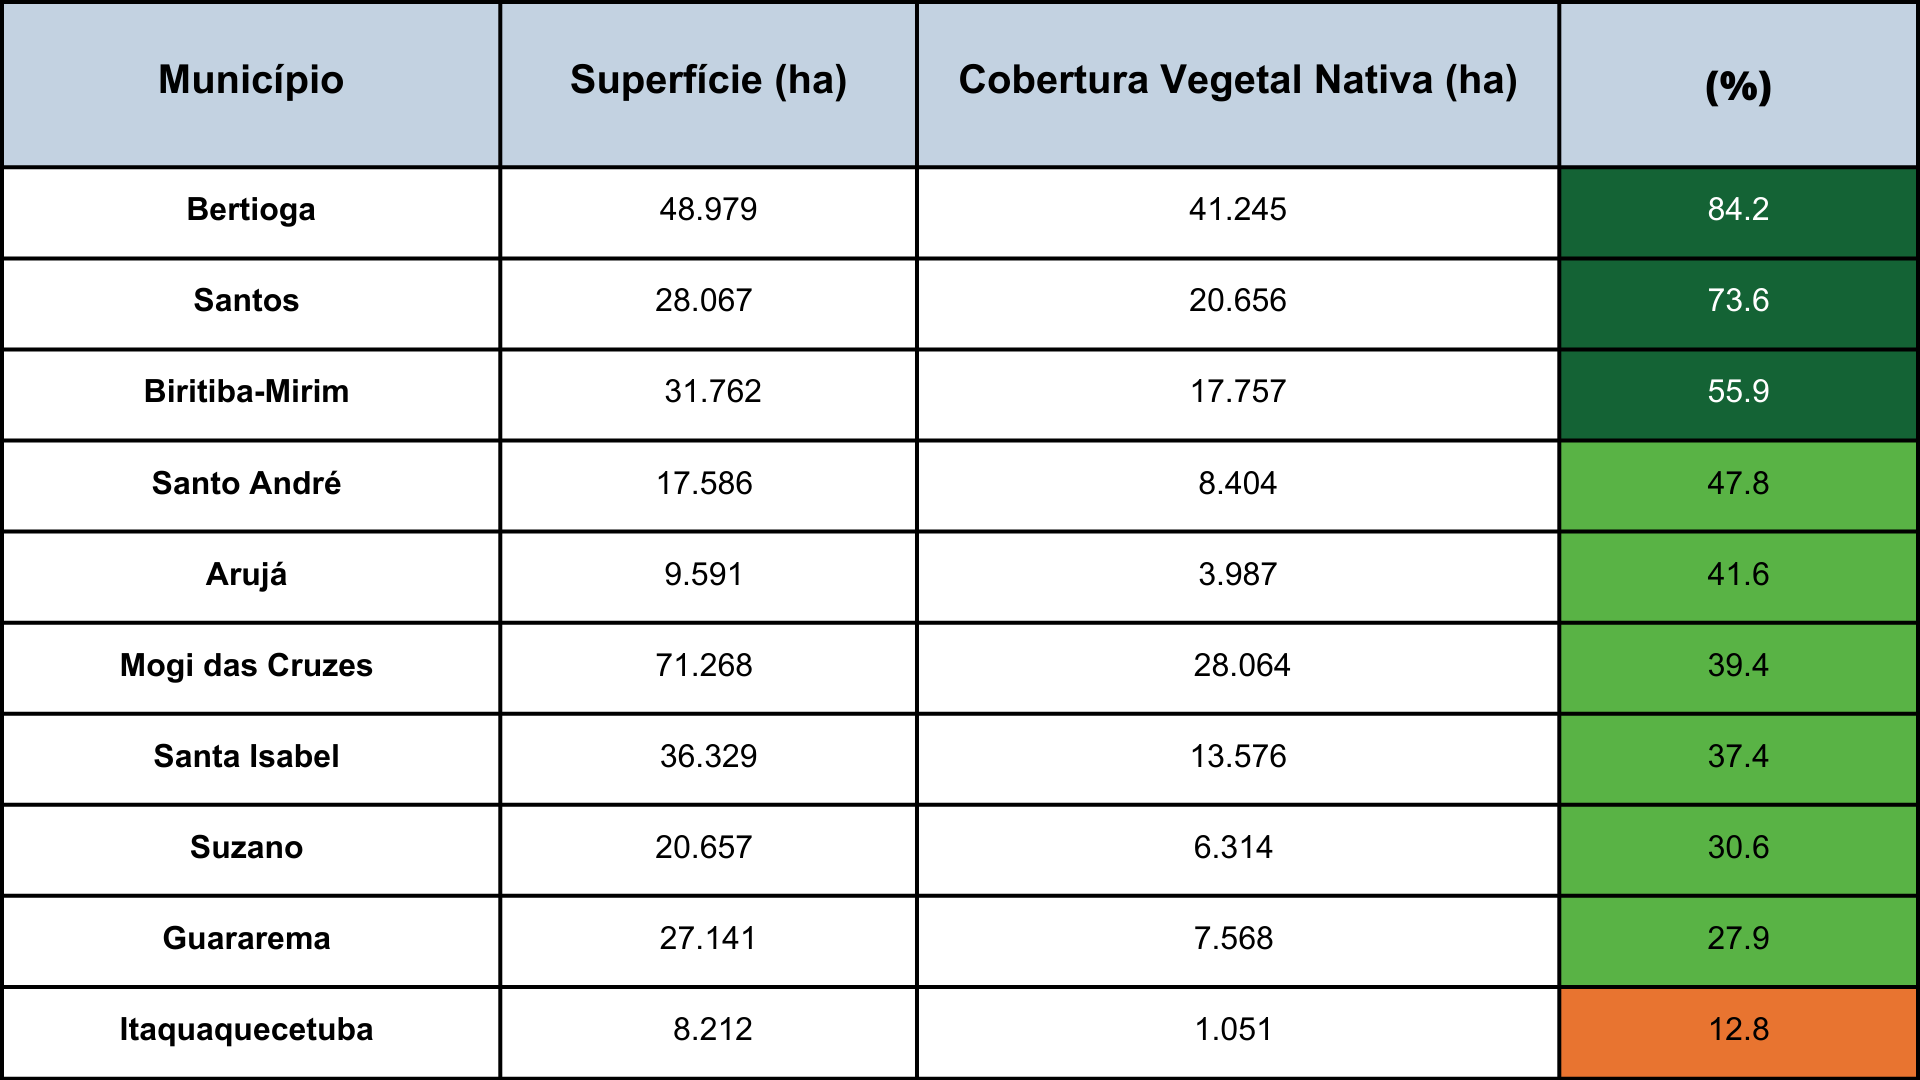 Município Superfície (ha) Cobertura Vegetal Nativa (ha) (%)
Bertioga 48.979 41.245 84.2
Santos 28.067 20.656 73.6
Biritiba-Mirim 31.762 17.757 55.9
Santo André 17.586 8.404 47.8
Arujá 9.591 3.987 41.6
Mogi das Cruzes 71.268 28.064 39.4
Santa Isabel 36.329 13.576 37.4
Suzano 20.657 6.314 30.6
Guararema 27.141 7.568 27.9
Itaquaquecetuba 8.212 1.051 12.8